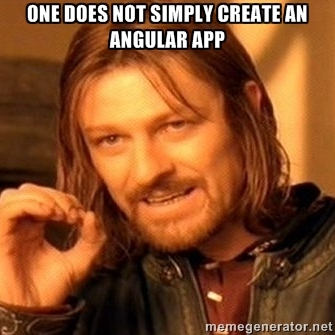 ONE DOES NOT SIMPLY CREATE AN
ANGULAR APP
memegenerator.net